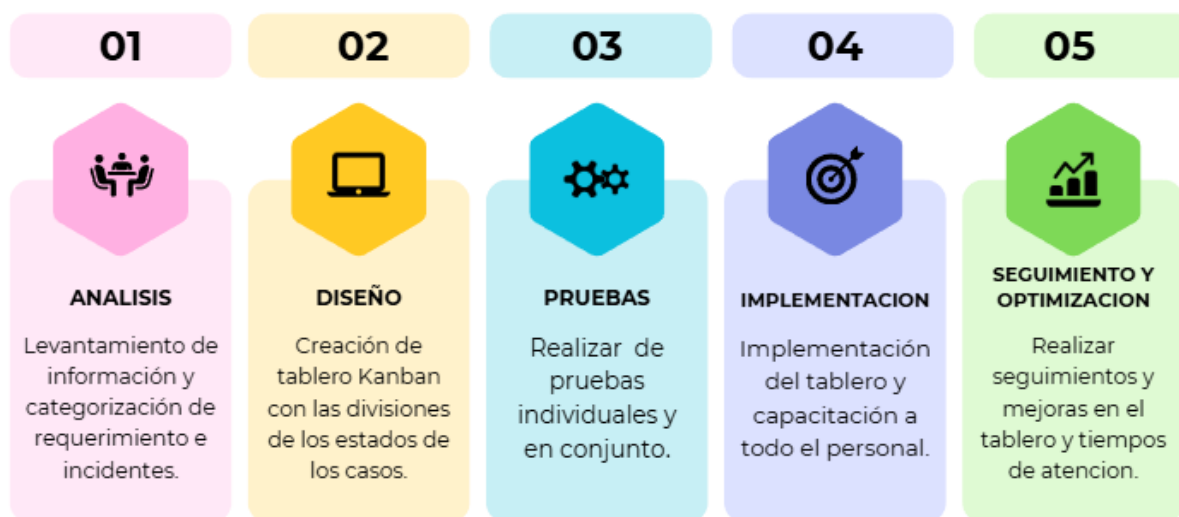 01
02
03
04
05
ANALISIS
Levantamiento de
información y
categorización de
requerimiento e
incidentes.
DISEÑO
Creación de
tablero Kanban
con las divisiones
de los estados de
los casos.
PRUEBAS
Realizar de
pruebas
individuales y
en conjunto.
IMPLEMENTACION
Implementación
del tablero y
capacitación a
todo el personal.
SEGUIMIENTO Y
OPTIMIZACION
Realizar
seguimientos y
mejoras en el
tablero y tiempos
de atencion.